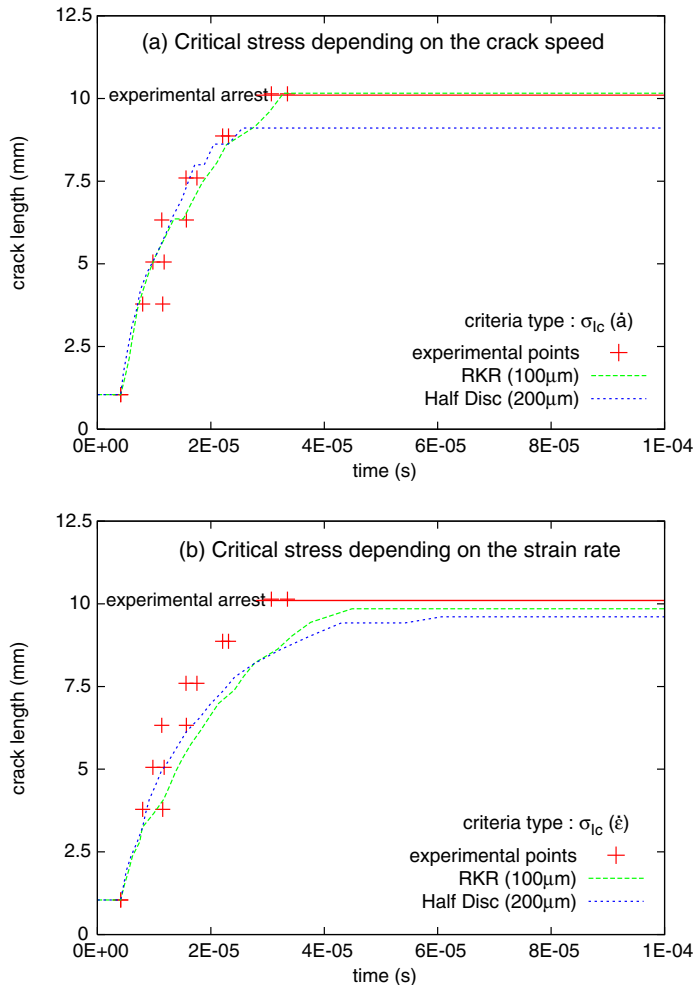 12.5
(a) Critical stress depending on the crack speed
experimental arrest
10
7.5
5
2.5
0
crack length (mm)
criteria type : σIc (ȧ)
experimental points
RKR (100μm)
Half Disc (200μm)
0E+00 2E-05 4E-05 6E-05 8E-05 1E-04
time (s)
12.5
(b) Critical stress depending on the strain rate
experimental arrest
10
7.5
5
2.5
0
crack length (mm)
criteria type : σIc (ε̇)
experimental points
RKR (100μm)
Half Disc (200μm)
0E+00 2E-05 4E-05 6E-05 8E-05 1E-04
time (s)